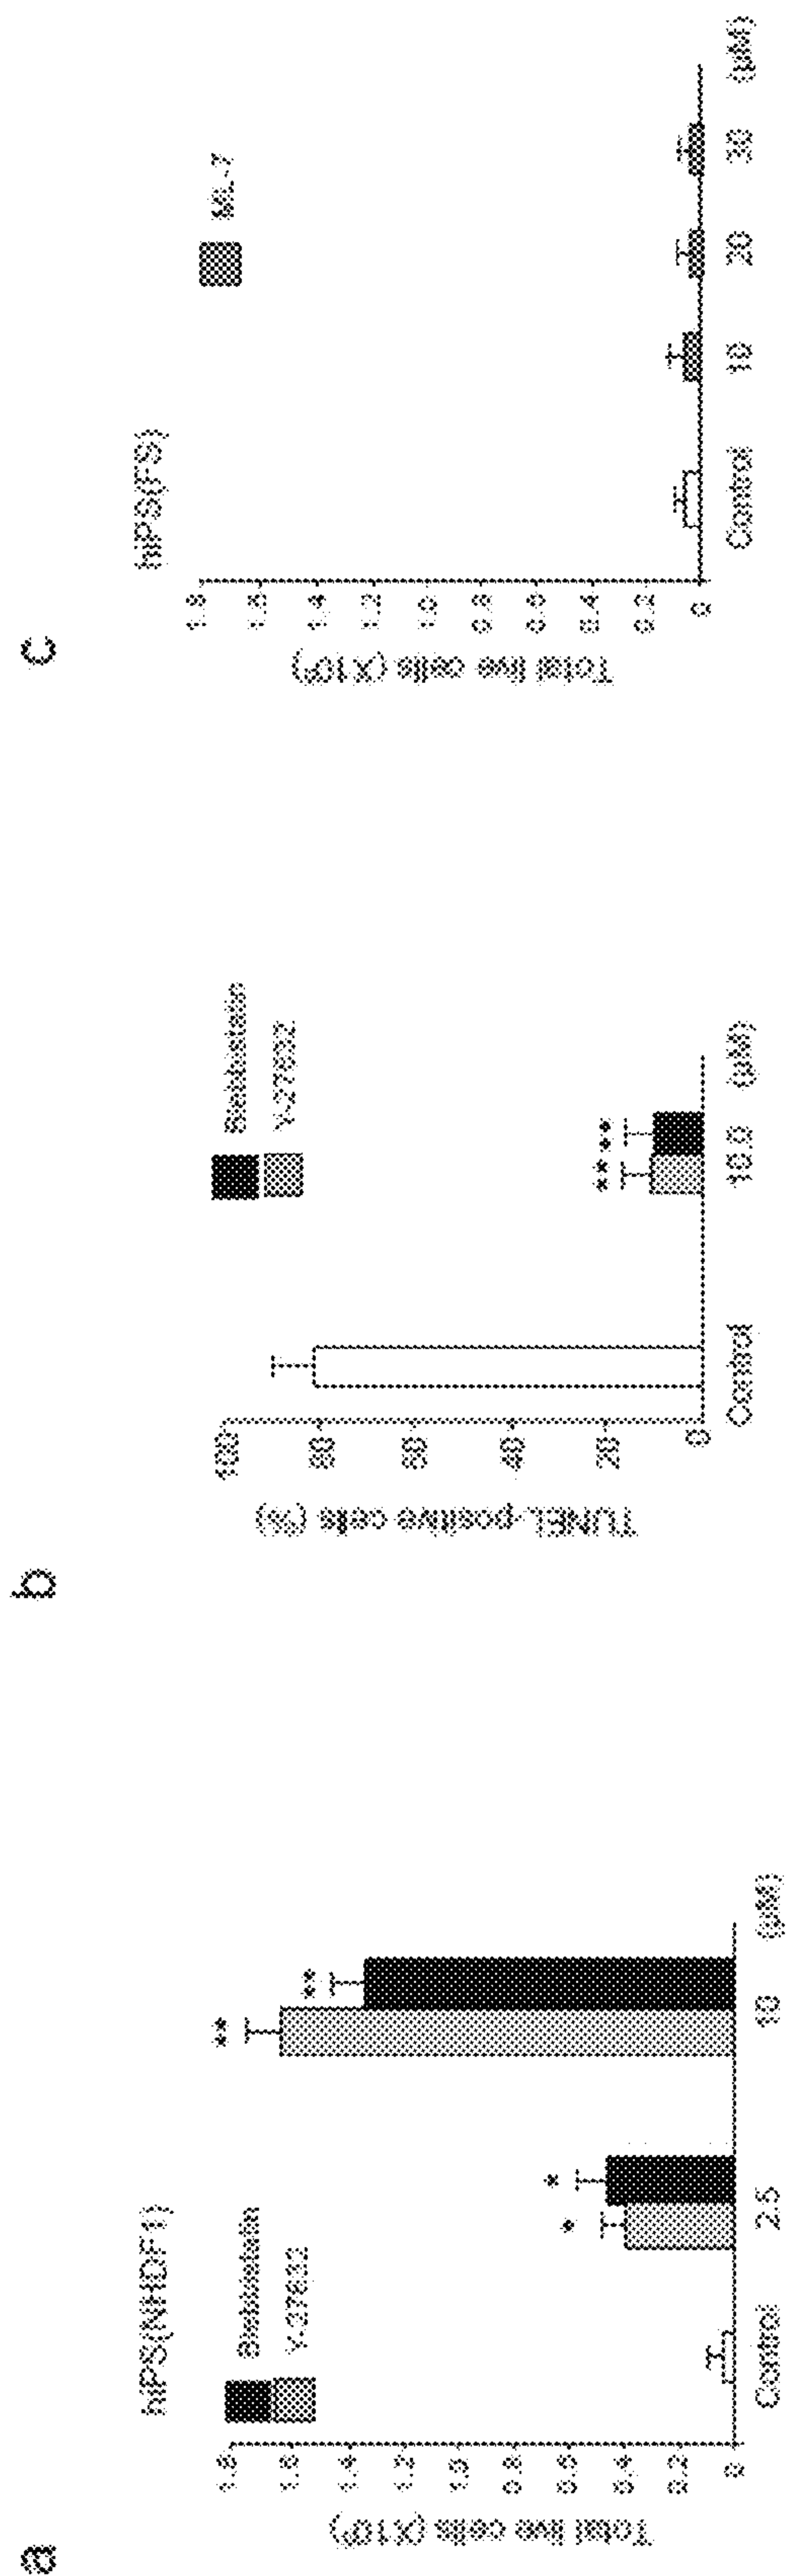 a
hiPS(NHDF1)
Blebbistatin
Y-27632
Total live cells (X10⁵)
1.8
1.6
1.4
1.2
1.0
0.8
0.6
0.4
0.2
0
**
**
*
*
Control
2.5
10
(μM)
b
Blebbistatin
Y-27632
TUNEL-positive cells (%)
100
80
60
40
20
0
**
**
Control
10.0
(μM)
c
hiPS(FS)
ML-7
Total live cells (X10⁵)
1.8
1.6
1.4
1.2
1.0
0.8
0.6
0.4
0.2
0
Control
10
20
30
(μM)